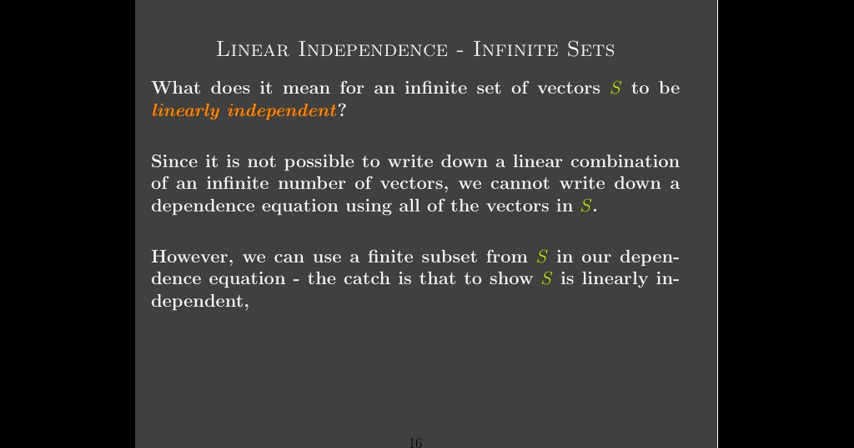 Linear Independence - Infinite Sets
What does it mean for an infinite set of vectors S to be
linearly independent?
Since it is not possible to write down a linear combination
of an infinite number of vectors, we cannot write down a
dependence equation using all of the vectors in S.
However, we can use a finite subset from S in our depen-
dence equation - the catch is that to show S is linearly in-
dependent,
16